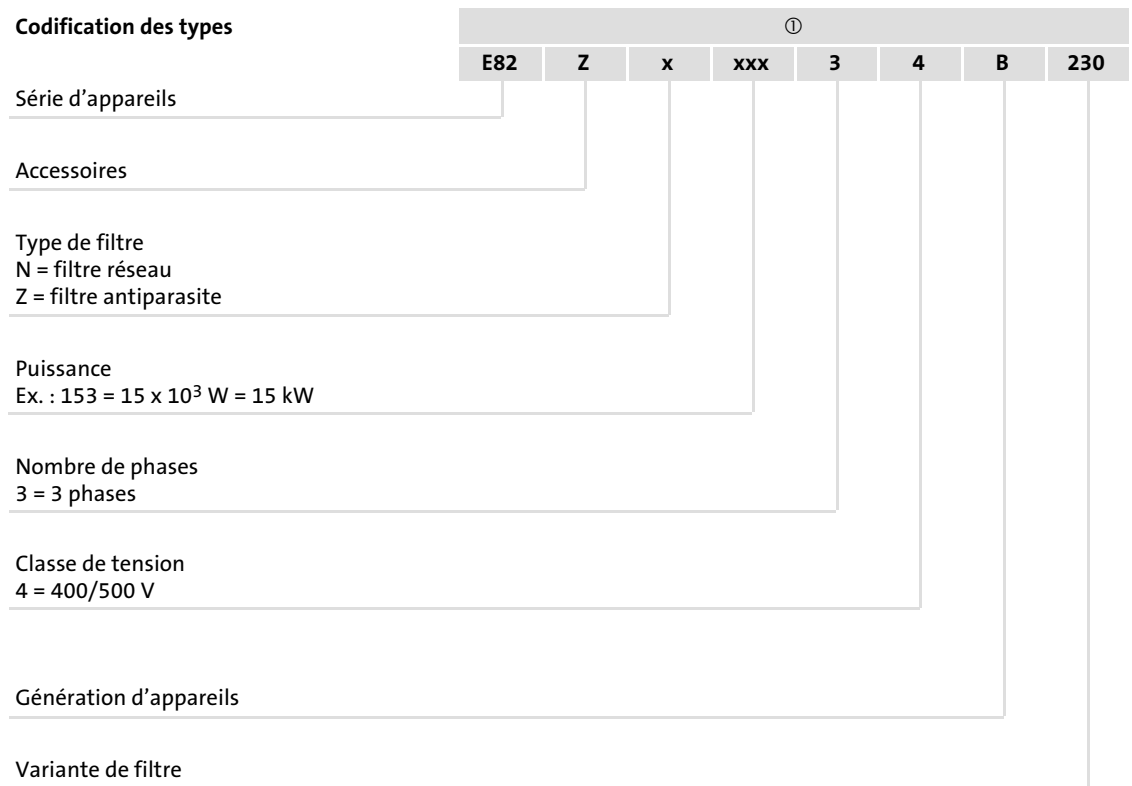 Codification des types
①
E82 Z x xxx 3 4 B 230
Série d'appareils
Accessoires
Type de filtre
N = filtre réseau
Z = filtre antiparasite
Puissance
Ex. : 153 = 15 x 10³ W = 15 kW
Nombre de phases
3 = 3 phases
Classe de tension
4 = 400/500 V
Génération d'appareils
Variante de filtre